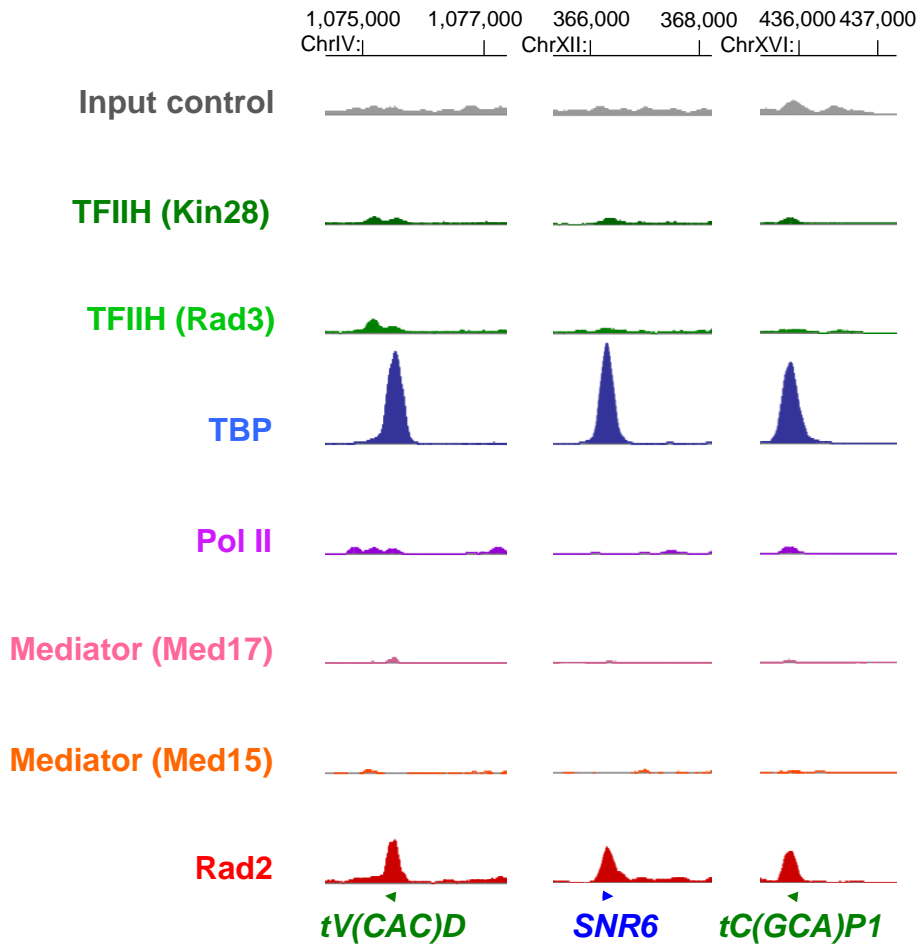 1,075,000 1,077,000 366,000 368,000 436,000 437,000
ChrIV: ChrXII: ChrXVI:
Input control
TFIIH (Kin28)
TFIIH (Rad3)
TBP
Pol II
Mediator (Med17)
Mediator (Med15)
Rad2
tV(CAC)D SNR6 tC(GCA)P1